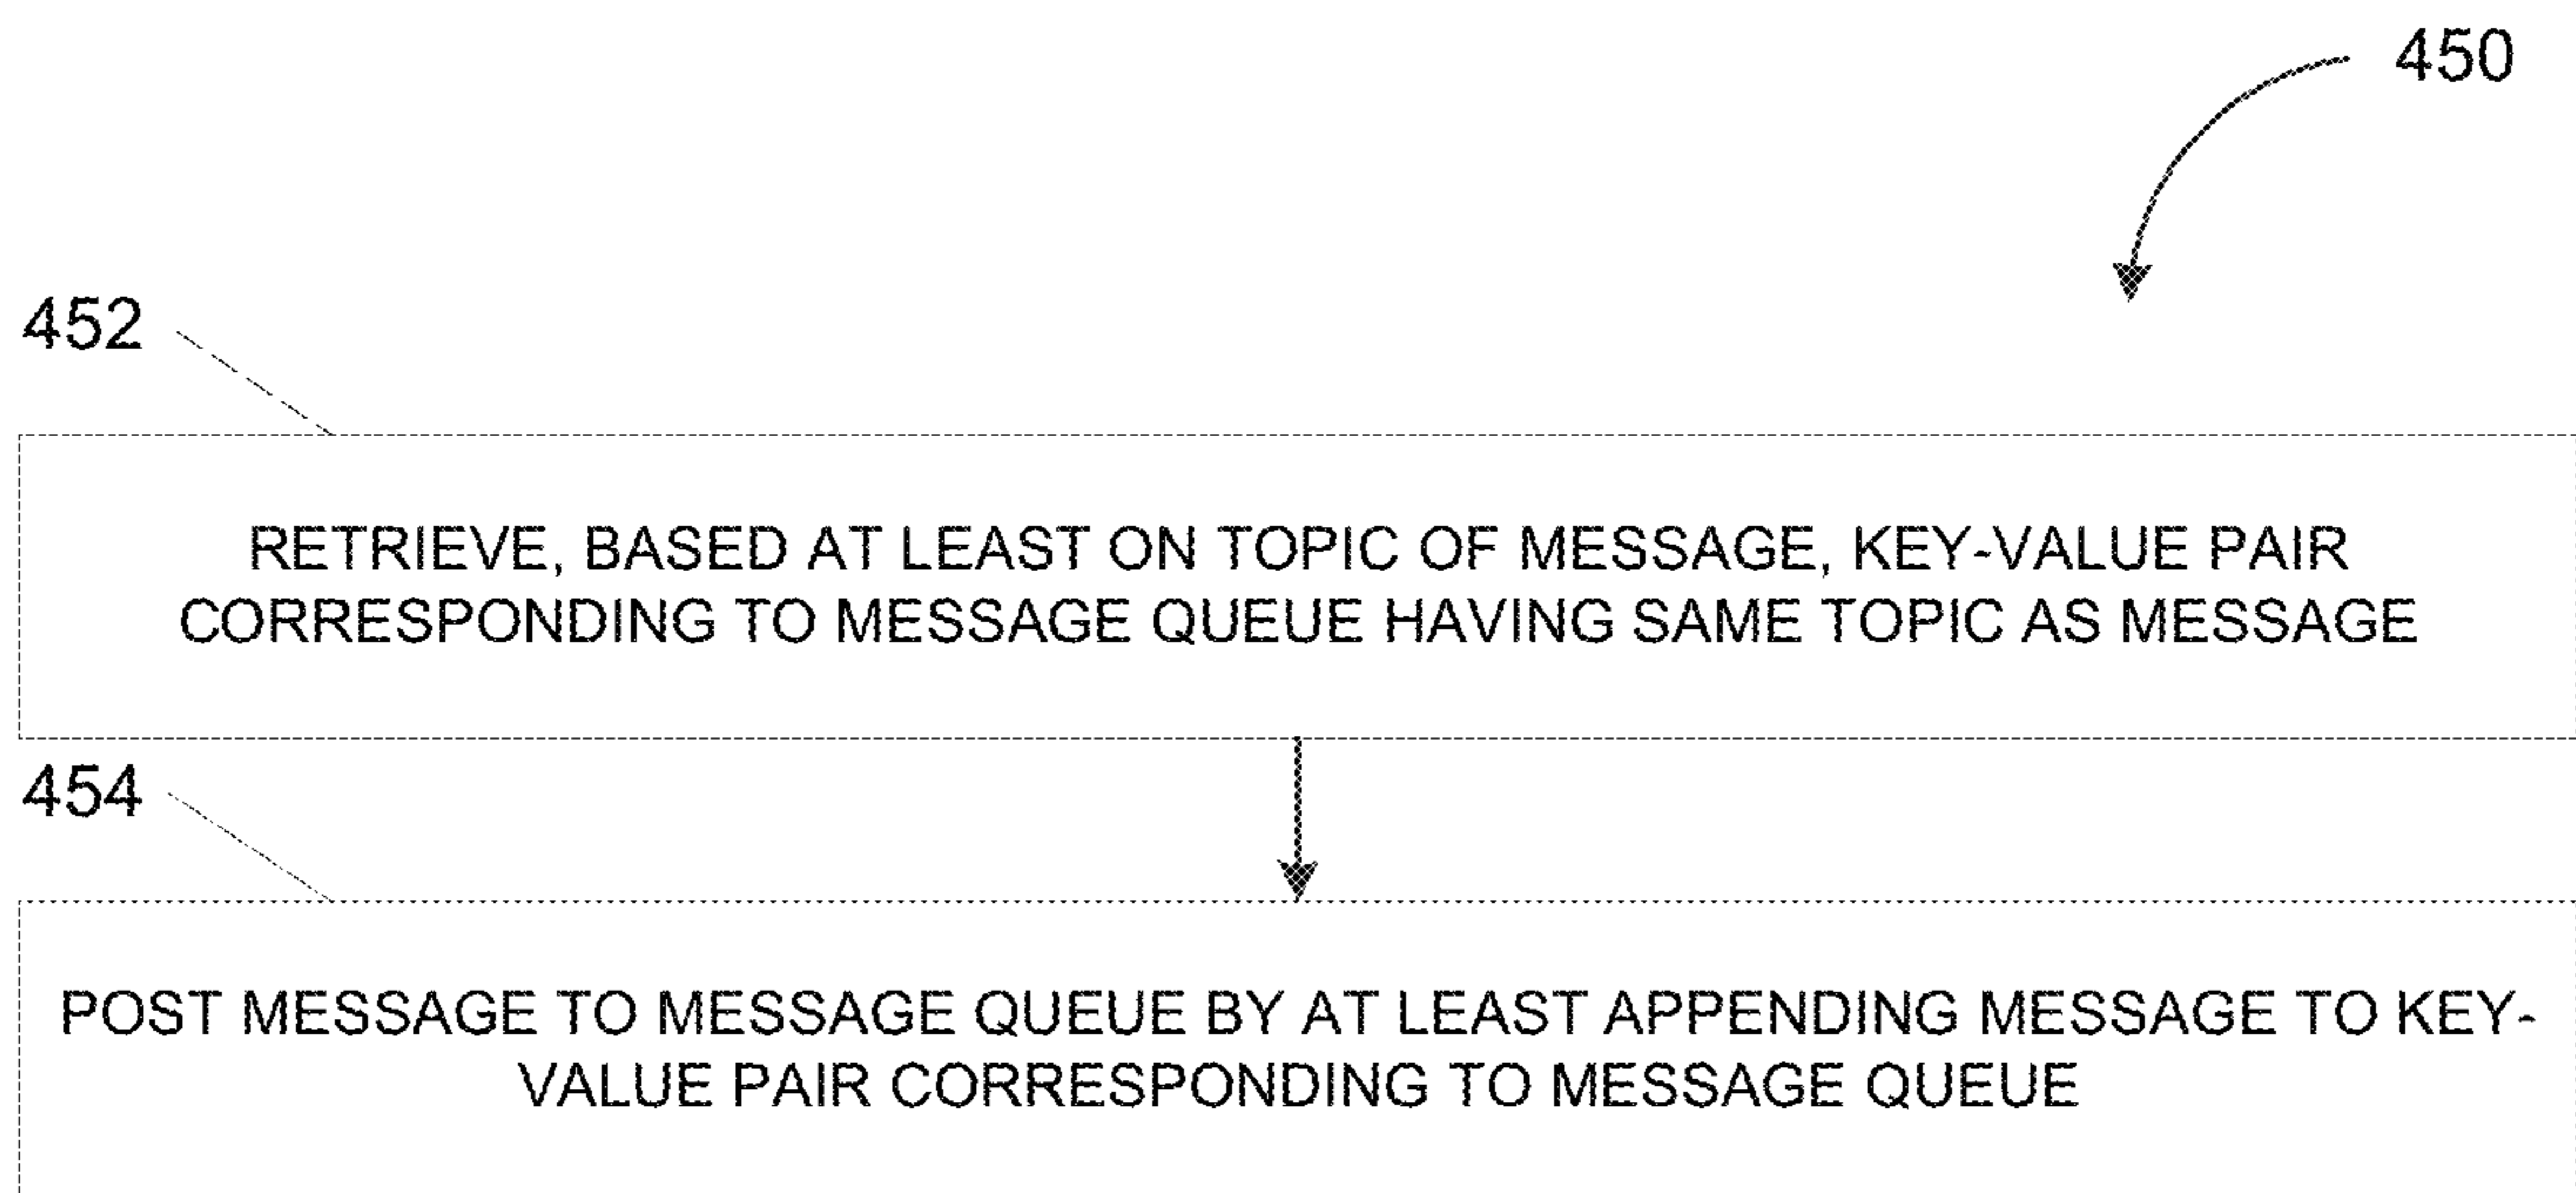 450
452
RETRIEVE, BASED AT LEAST ON TOPIC OF MESSAGE, KEY-VALUE PAIR
CORRESPONDING TO MESSAGE QUEUE HAVING SAME TOPIC AS MESSAGE
454
POST MESSAGE TO MESSAGE QUEUE BY AT LEAST APPENDING MESSAGE TO KEY-
VALUE PAIR CORRESPONDING TO MESSAGE QUEUE